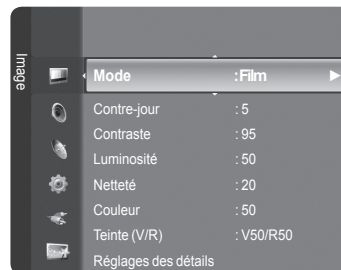 Image
Mode :Film
Contre-jour : 5
Contraste : 95
Luminosité : 50
Netteté : 20
Couleur : 50
Teinte (V/R) : V50/R50
Réglages des détails